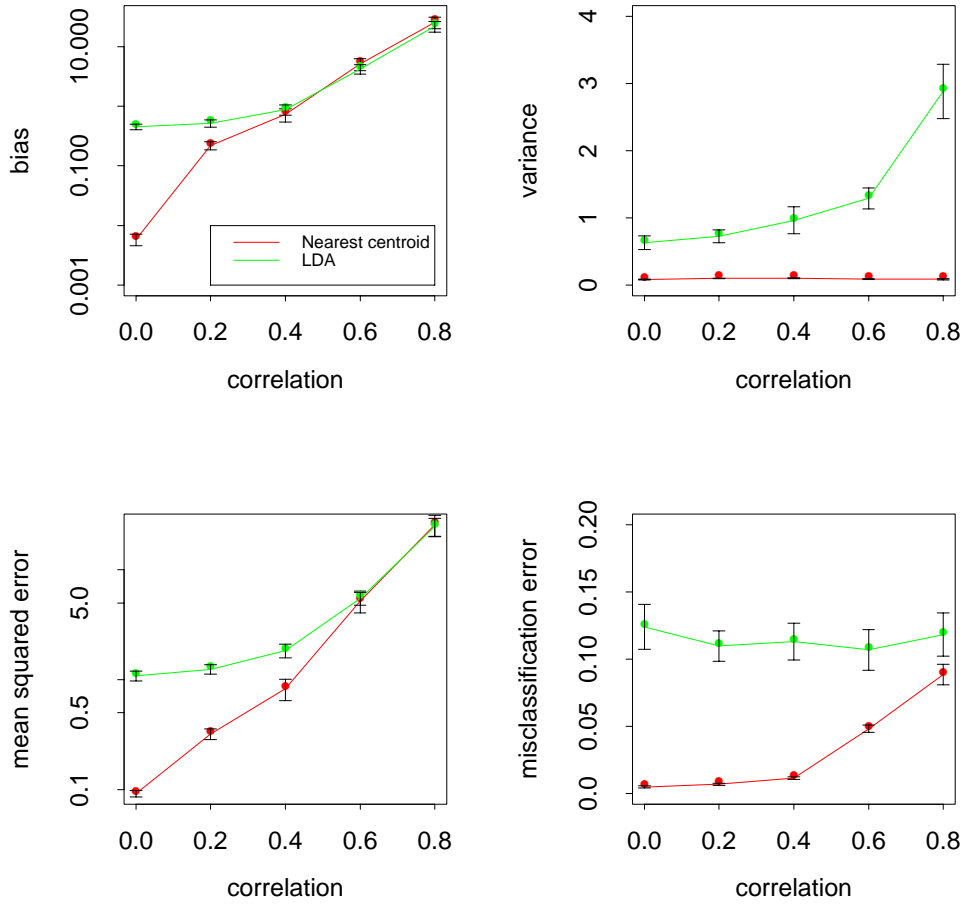 bias
10.000
0.100
0.001
Nearest centroid
LDA
0.0 0.2 0.4 0.6 0.8
correlation
variance
4
3
2
1
0
0.0 0.2 0.4 0.6 0.8
correlation
mean squared error
5.0
0.5
0.1
0.0 0.2 0.4 0.6 0.8
correlation
misclassification error
0.20
0.15
0.10
0.05
0.0
0.0 0.2 0.4 0.6 0.8
correlation